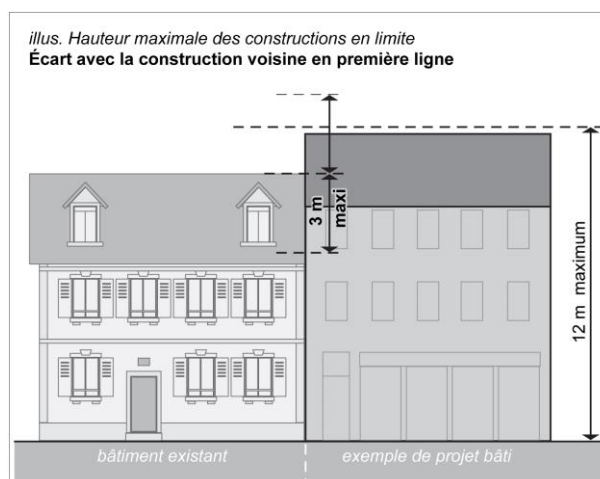 illus. Hauteur maximale des constructions en limite
Écart avec la construction voisine en première ligne
3 m
maxi
12 m maximum
bâtiment existant
exemple de projet bâti